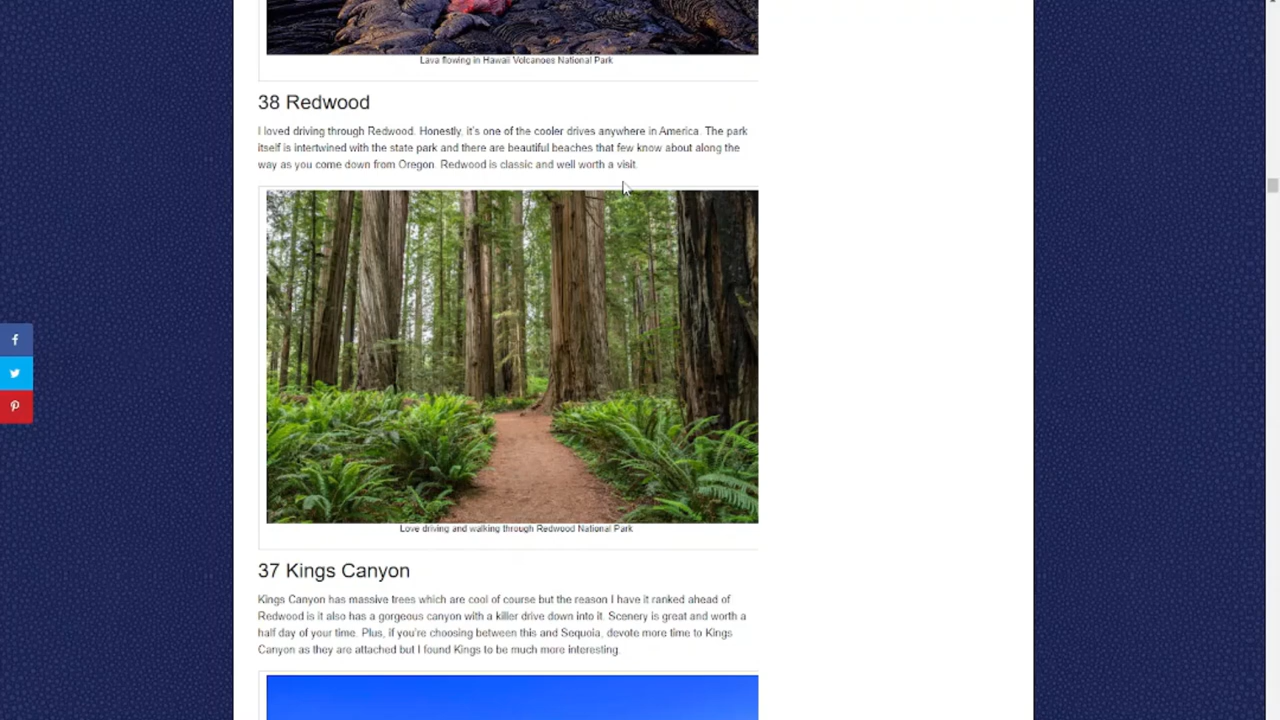 Lava flowing in Hawaii Volcanoes National Park
38 Redwood
I loved driving through Redwood. Honestly, it's one of the cooler drives anywhere in America. The park
itself is intertwined with the state park and there are beautiful beaches that few know about along the
way as you come down from Oregon. Redwood is classic and well worth a visit.
Love driving and walking through Redwood National Park
37 Kings Canyon
Kings Canyon has massive trees which are cool of course but the reason I have it ranked ahead of
Redwood is it also has a gorgeous canyon with a killer drive down into it. Scenery is great and worth a
half day of your time. Plus, if you're choosing between this and Sequoia, devote more time to Kings
Canyon as they are attached but I found Kings to be much more interesting.